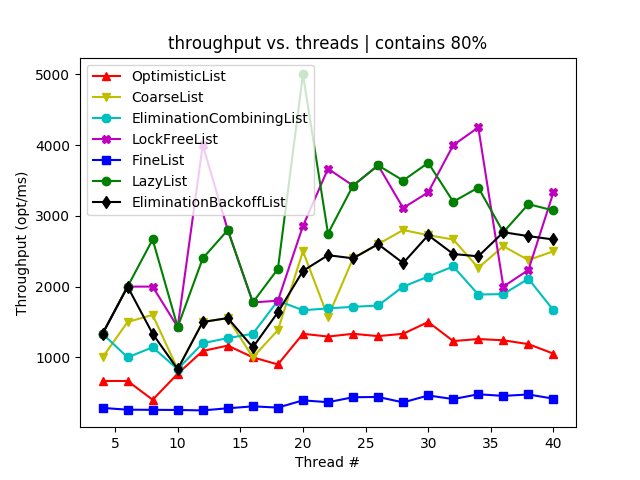 throughput vs. threads | contains 80%
Throughput (opt/ms)
5000
4000
3000
2000
1000
OptimisticList
CoarseList
EliminationCombiningList
LockFreeList
FineList
LazyList
EliminationBackoffList
5 10 15 20 25 30 35 40
Thread #